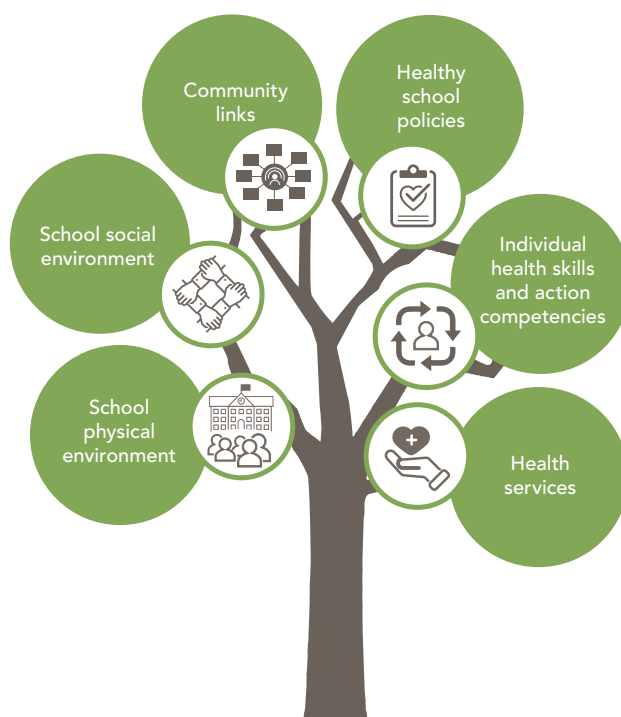 Community
links
Healthy
school
policies
School social
environment
Individual
health skills
and action
competencies
School
physical
environment
Health
services